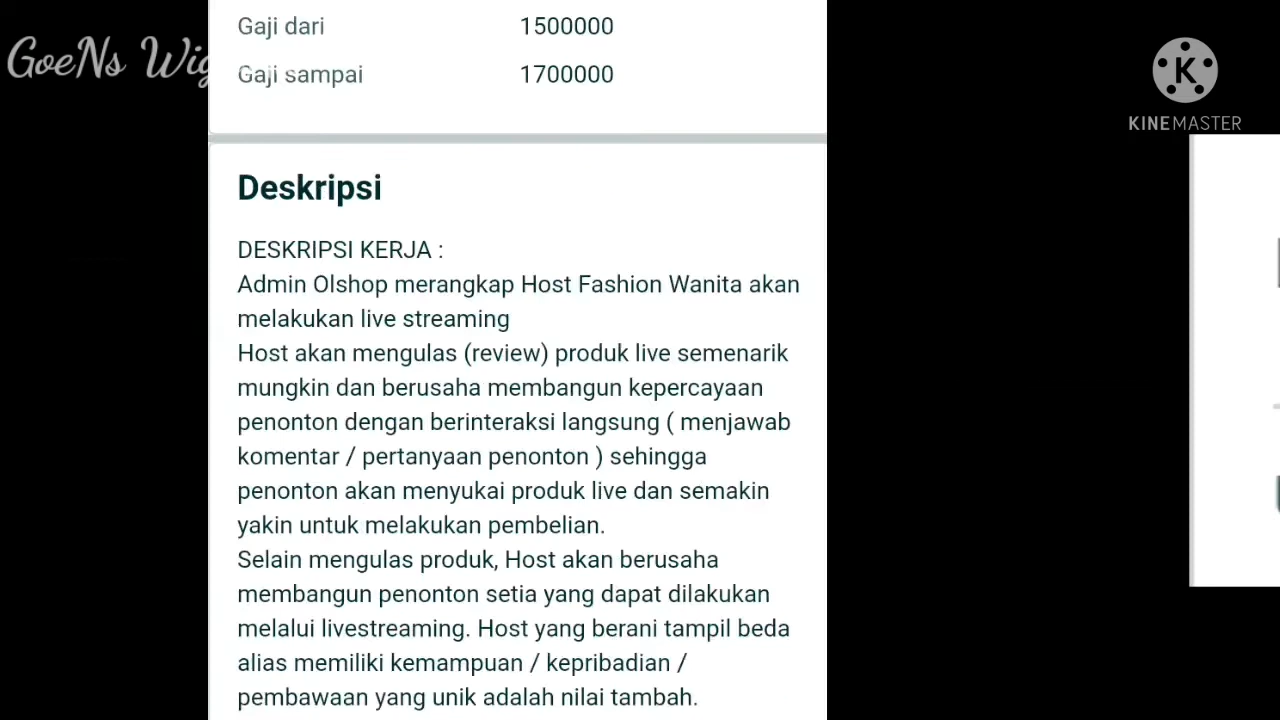 GoeNs
Gaji dari 1500000
Gaji sampai 1700000
KINEMASTER
Deskripsi
DESKRIPSI KERJA :
Admin Olshop merangkap Host Fashion Wanita akan
melakukan live streaming
Host akan mengulas (review) produk live semenarik
mungkin dan berusaha membangun kepercayaan
penonton dengan berinteraksi langsung ( menjawab
komentar / pertanyaan penonton ) sehingga
penonton akan menyukai produk live dan semakin
yakin untuk melakukan pembelian.
Selain mengulas produk, Host akan berusaha
membangun penonton setia yang dapat dilakukan
melalui livestreaming. Host yang berani tampil beda
alias memiliki kemampuan / kepribadian /
pembawaan yang unik adalah nilai tambah.